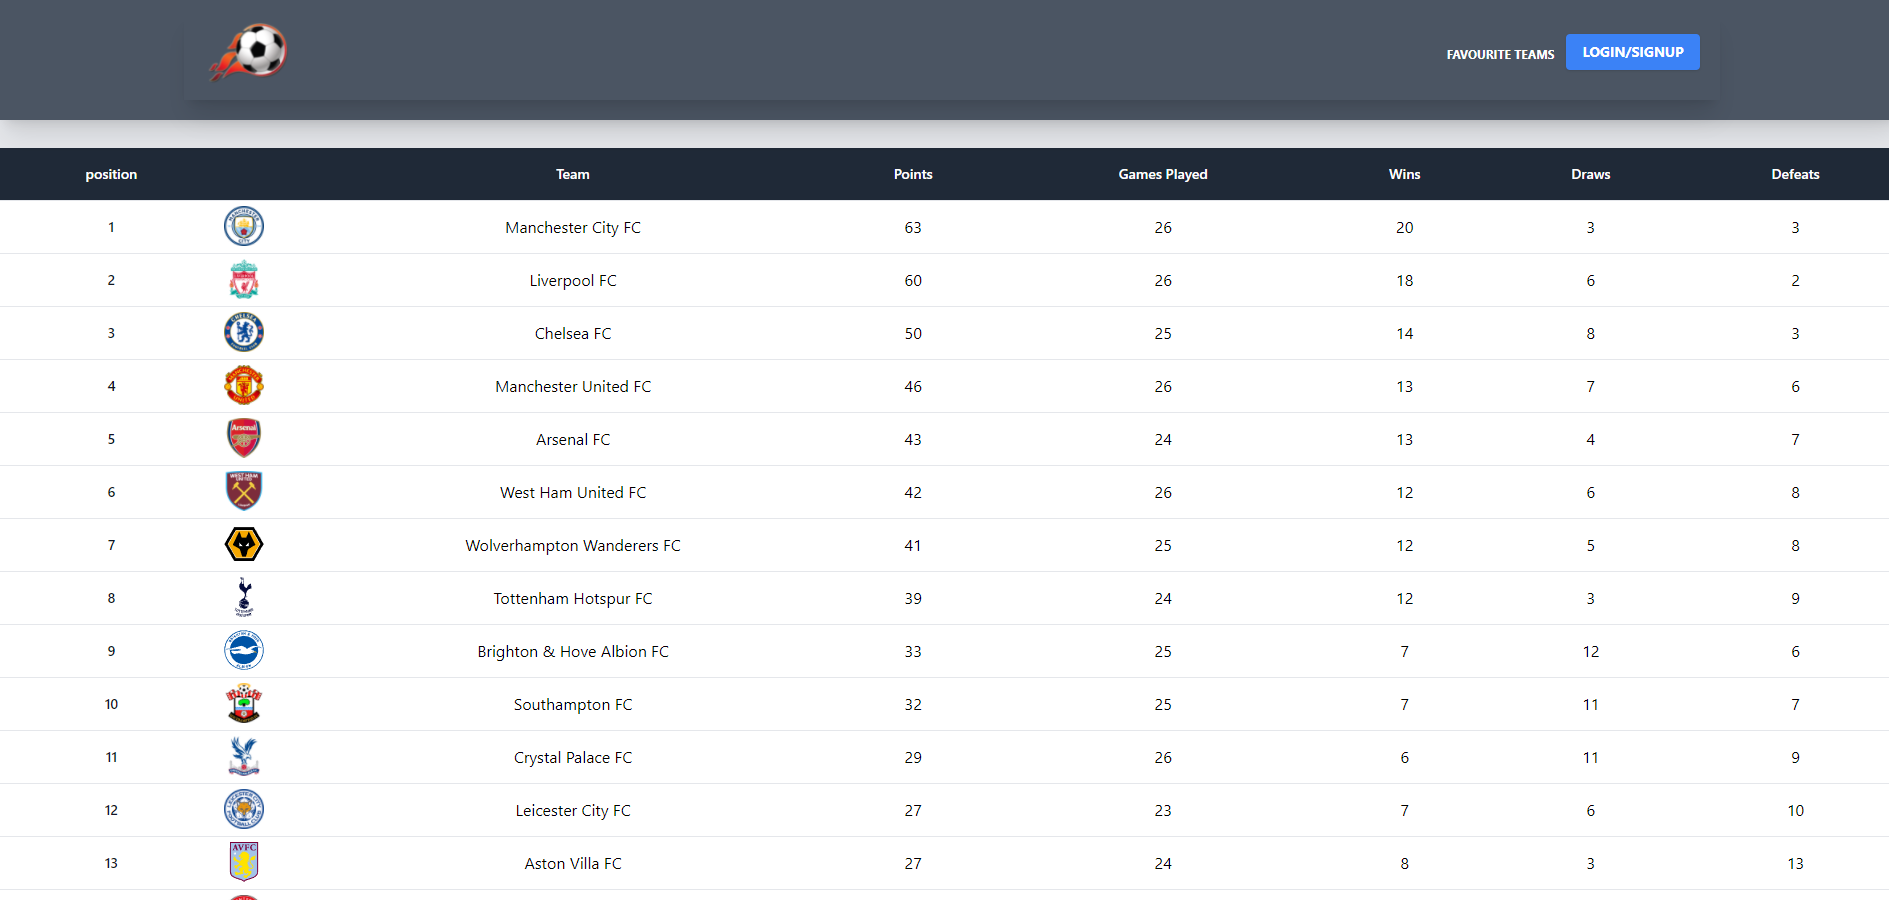 FAVOURITE TEAMS LOGIN/SIGNUP
position Team Points Games Played Wins Draws Defeats
1 Manchester City FC 63 26 20 3 3
2 Liverpool FC 60 26 18 6 2
3 Chelsea FC 50 25 14 8 3
4 Manchester United FC 46 26 13 7 6
5 Arsenal FC 43 24 13 4 7
6 West Ham United FC 42 26 12 6 8
7 Wolverhampton Wanderers FC 41 25 12 5 8
8 Tottenham Hotspur FC 39 24 12 3 9
9 Brighton & Hove Albion FC 33 25 7 12 6
10 Southampton FC 32 25 7 11 7
11 Crystal Palace FC 29 26 6 11 9
12 Leicester City FC 27 23 7 6 10
13 AVFC Aston Villa FC 27 24 8 3 13